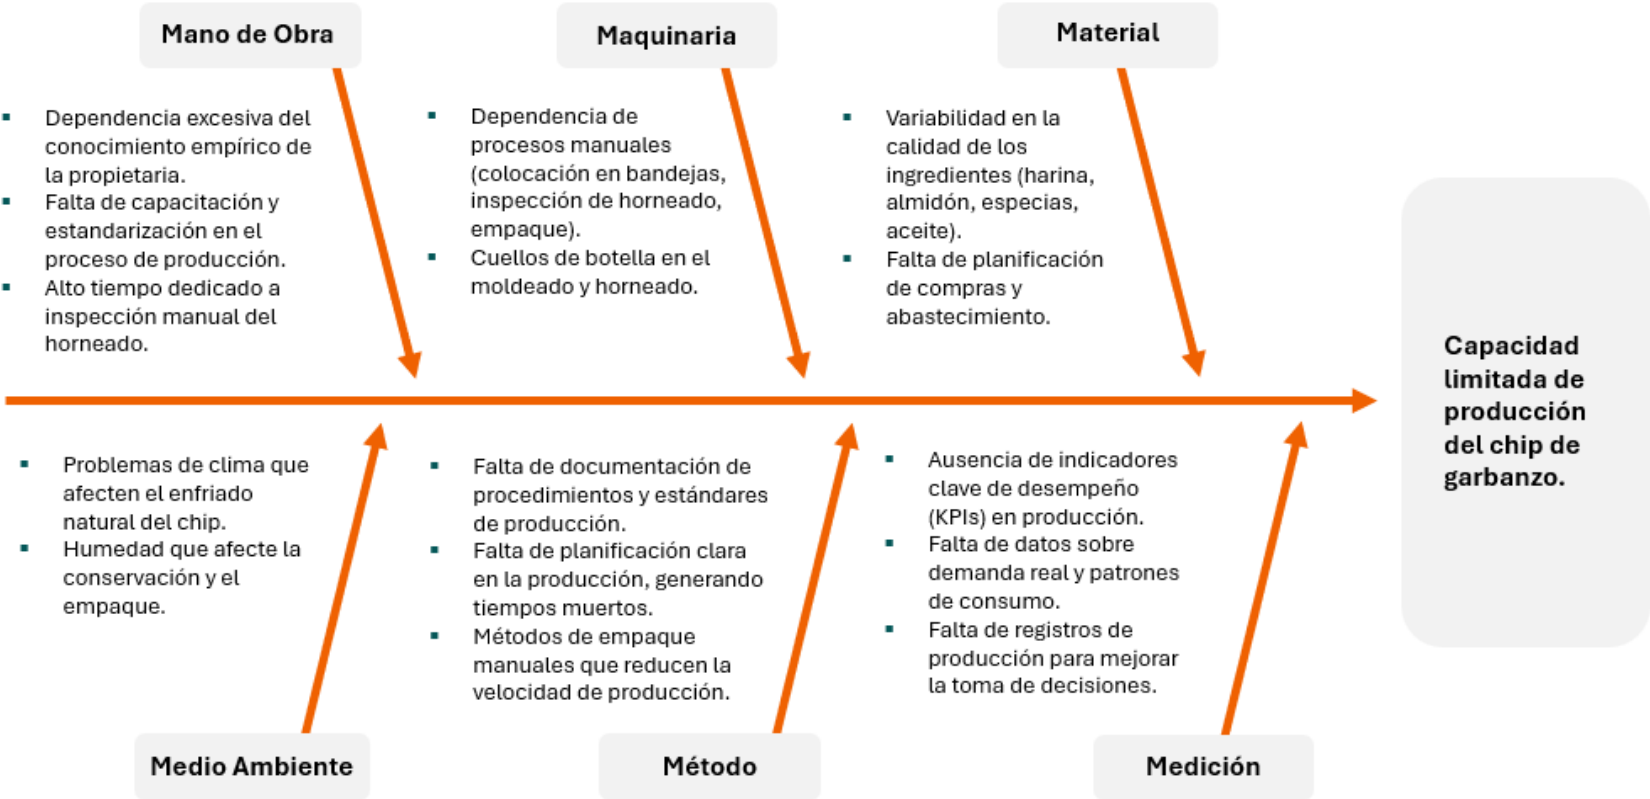 Mano de Obra
▪ Dependencia excesiva del
conocimiento empírico de
la propietaria.
▪ Falta de capacitación y
estandarización en el
proceso de producción.
▪ Alto tiempo dedicado a
inspección manual del
horneado.
Maquinaria
▪ Dependencia de
procesos manuales
(colocación en bandejas,
inspección de horneado,
empaque).
▪ Cuellos de botella en el
moldeado y horneado.
Material
▪ Variabilidad en la
calidad de los
ingredientes (harina,
almidón, especias,
aceite).
▪ Falta de planificación
de compras y
abastecimiento.
Capacidad
limitada de
producción
del chip de
garbanzo.
▪ Problemas de clima que
afecten el enfriado
natural del chip.
▪ Humedad que afecte la
conservación y el
empaque.
Medio Ambiente
▪ Falta de documentación de
procedimientos y estándares
de producción.
▪ Falta de planificación clara
en la producción, generando
tiempos muertos.
▪ Métodos de empaque
manuales que reducen la
velocidad de producción.
Método
▪ Ausencia de indicadores
clave de desempeño
(KPIs) en producción.
▪ Falta de datos sobre
demanda real y patrones
de consumo.
▪ Falta de registros de
producción para mejorar
la toma de decisiones.
Medición